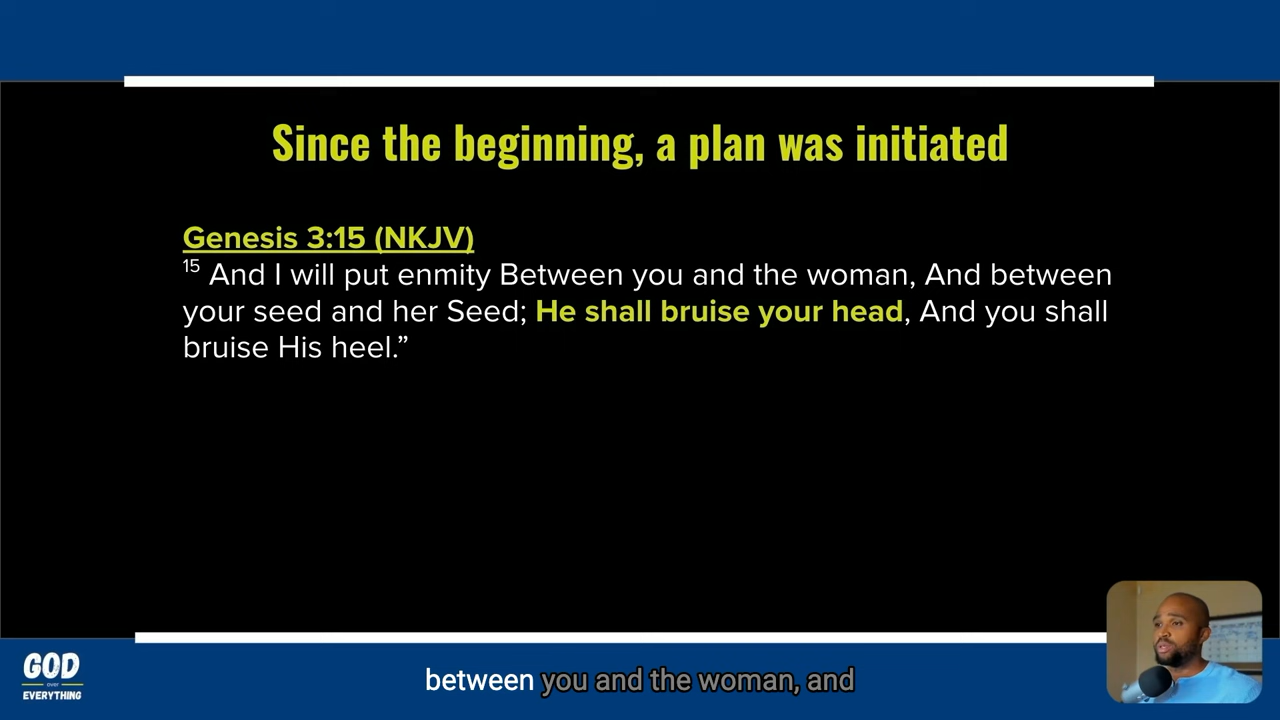 Since the beginning, a plan was initiated
Genesis 3:15 (NKJV)
15 And I will put enmity Between you and the woman, And between
your seed and her Seed; He shall bruise your head, And you shall
bruise His heel.”
GOD
over
EVERYTHING
between you and the woman, and